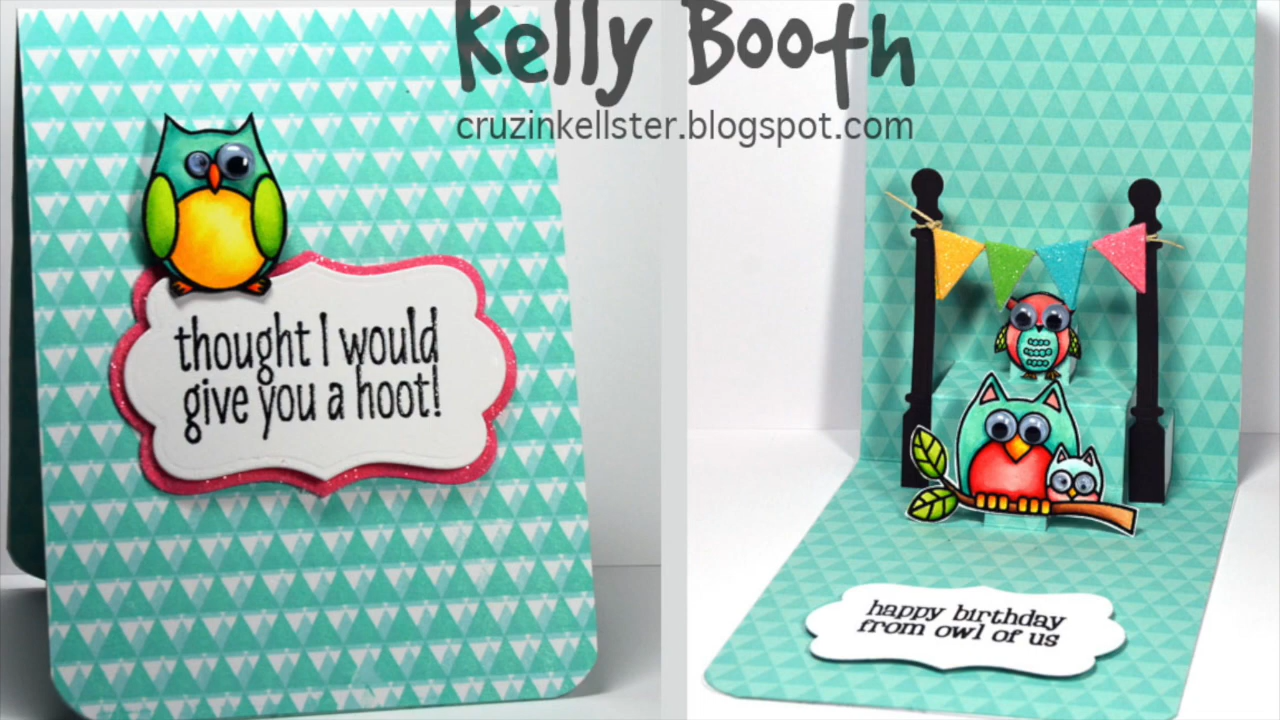 Kelly Booth
cruzinkellster.blogspot.com
thought I would
give you a hoot!
happy birthday
from owl of us